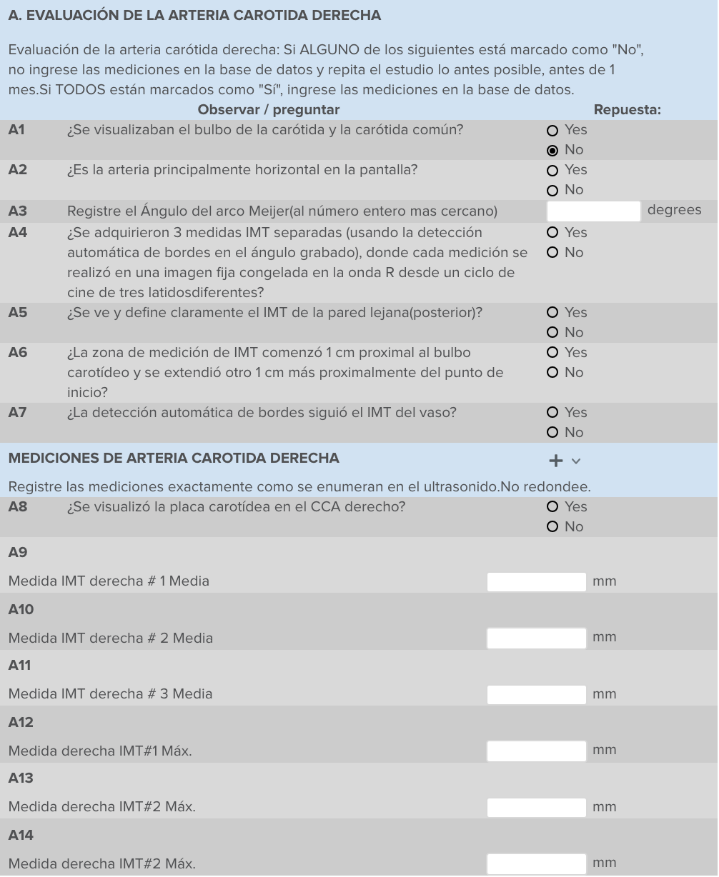 A. EVALUACIÓN DE LA ARTERIA CAROTIDA DERECHA
Evaluación de la arteria carótida derecha: Si ALGUNO de los siguientes está marcado como "No",
no ingrese las mediciones en la base de datos y repita el estudio lo antes posible, antes de 1
mes.Si TODOS están marcados como "Sí", ingrese las mediciones en la base de datos.
Observar / preguntar Repuesta:
A1 ¿Se visualizaban el bulbo de la carótida y la carótida común? Yes
No
A2 ¿Es la arteria principalmente horizontal en la pantalla? Yes
No
A3 Registre el Ángulo del arco Meijer(al número entero mas cercano) degrees
A4 ¿Se adquirieron 3 medidas IMT separadas (usando la detección Yes
automática de bordes en el ángulo grabado), donde cada medición se No
realizó en una imagen fija congelada en la onda R desde un ciclo de
cine de tres latidosdiferentes?
A5 ¿Se ve y define claramente el IMT de la pared lejana(posterior)? Yes
No
A6 ¿La zona de medición de IMT comenzó 1 cm proximal al bulbo Yes
carotídeo y se extendió otro 1 cm más proximalmente del punto de No
inicio?
A7 ¿La detección automática de bordes siguió el IMT del vaso? Yes
No
MEDICIONES DE ARTERIA CAROTIDA DERECHA +
Registre las mediciones exactamente como se enumeran en el ultrasonido.No redondee.
A8 ¿Se visualizó la placa carotídea en el CCA derecho? Yes
No
A9
Medida IMT derecha # 1 Media mm
A10
Medida IMT derecha # 2 Media mm
A11
Medida IMT derecha # 3 Media mm
A12
Medida derecha IMT#1 Máx. mm
A13
Medida derecha IMT#2 Máx. mm
A14
Medida derecha IMT#2 Máx. mm